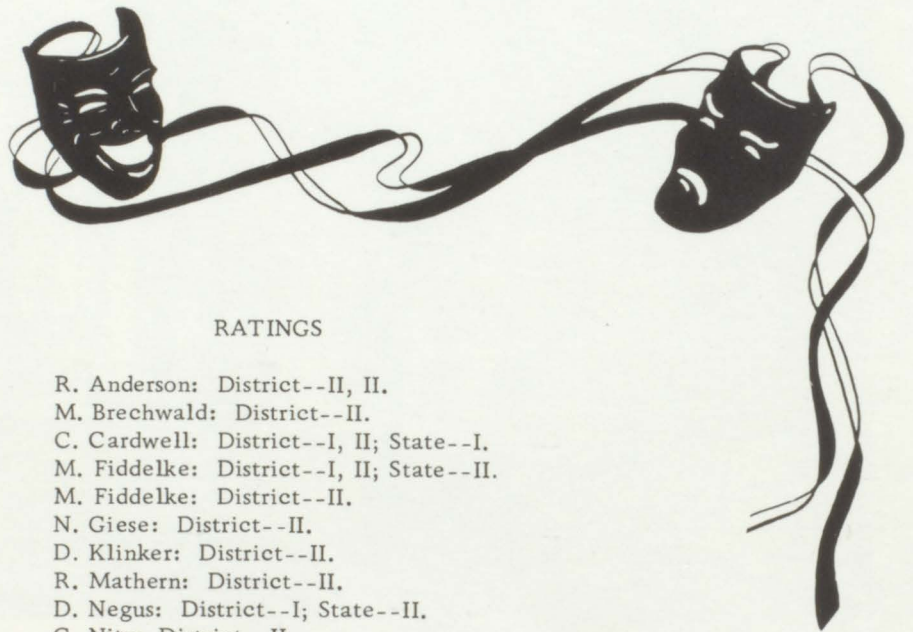 RATINGS
R. Anderson: District--II, II.
M. Brechwald: District--II.
C. Cardwell: District--I, II; State--I.
M. Fiddelke: District--I, II; State--II.
M. Fiddelke: District--II.
N. Giese: District--II.
D. Klinker: District--II.
R. Mathern: District--II.
D. Negus: District--I; State--II.